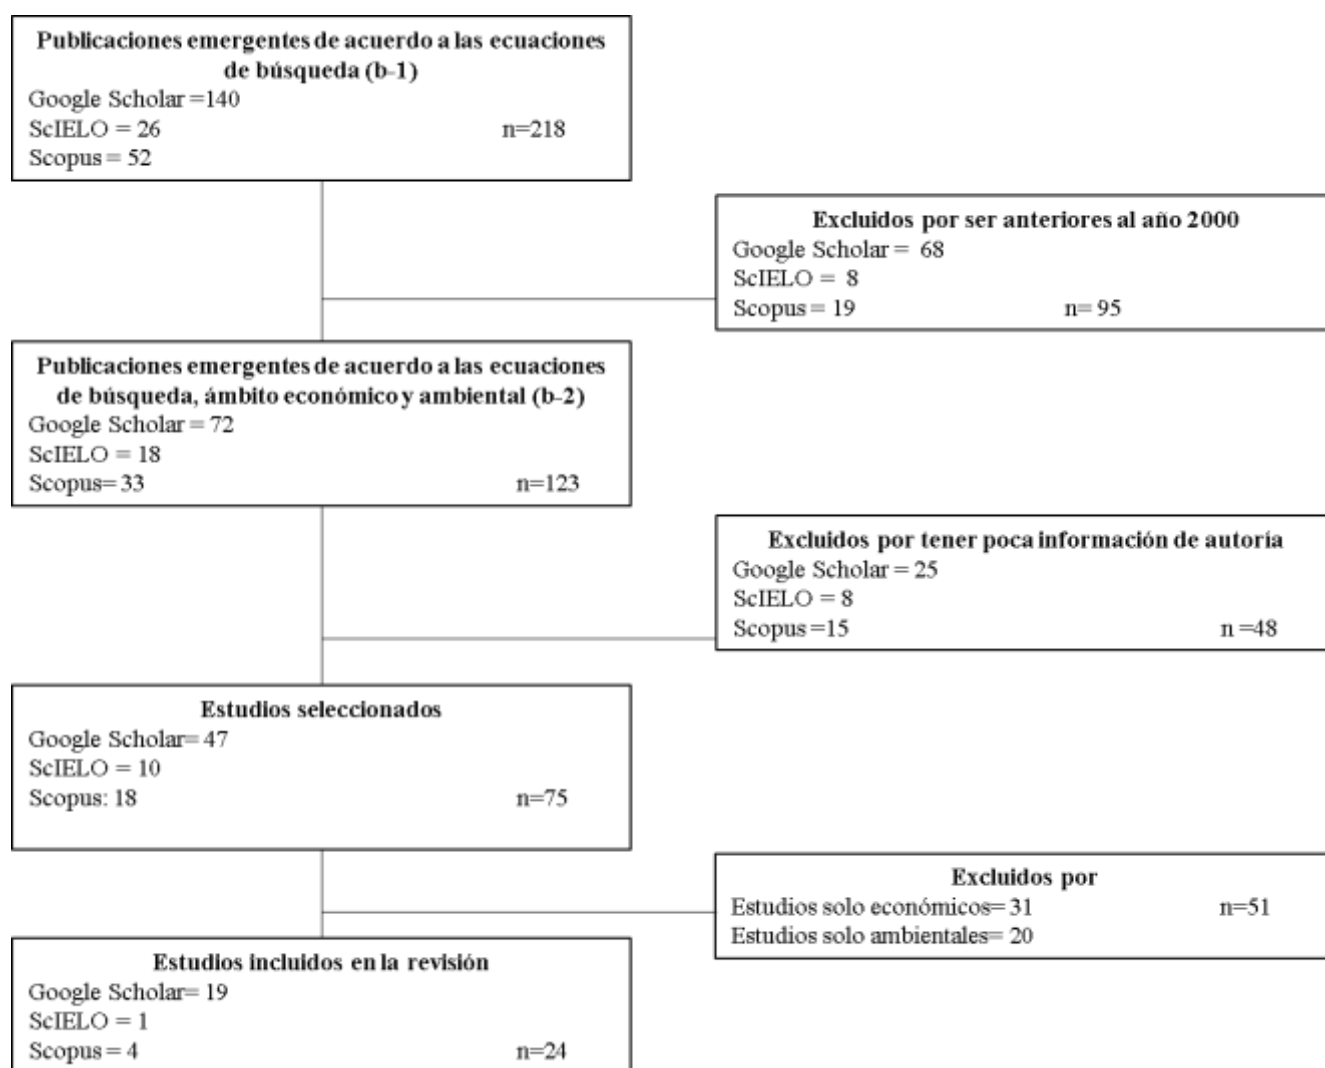 Publicaciones emergentes de acuerdo a las ecuaciones
de búsqueda (b-1)
Google Scholar =140
ScIELO = 26 n=218
Scopus = 52
Excluidos por ser anteriores al año 2000
Google Scholar = 68
ScIELO = 8
Scopus = 19 n= 95
Publicaciones emergentes de acuerdo a las ecuaciones
de búsqueda, ámbito económico y ambiental (b-2)
Google Scholar = 72
ScIELO = 18
Scopus= 33 n=123
Excluidos por tener poca información de autoría
Google Scholar = 25
ScIELO = 8
Scopus =15 n =48
Estudios seleccionados
Google Scholar= 47
ScIELO = 10
Scopus: 18 n=75
Excluidos por
Estudios solo económicos= 31 n=51
Estudios solo ambientales= 20
Estudios incluidos en la revisión
Google Scholar= 19
ScIELO = 1
Scopus = 4 n=24